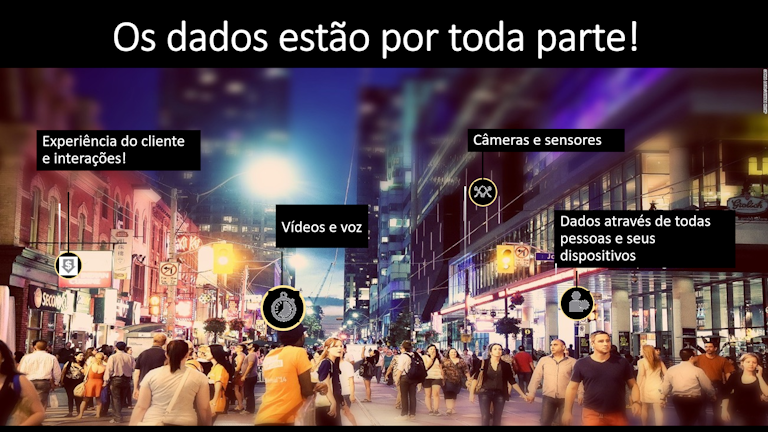 Os dados estão por toda parte!
Experiência do cliente
e interações!
Câmeras e sensores
Vídeos e voz
Dados através de todas
pessoas e seus
dispositivos